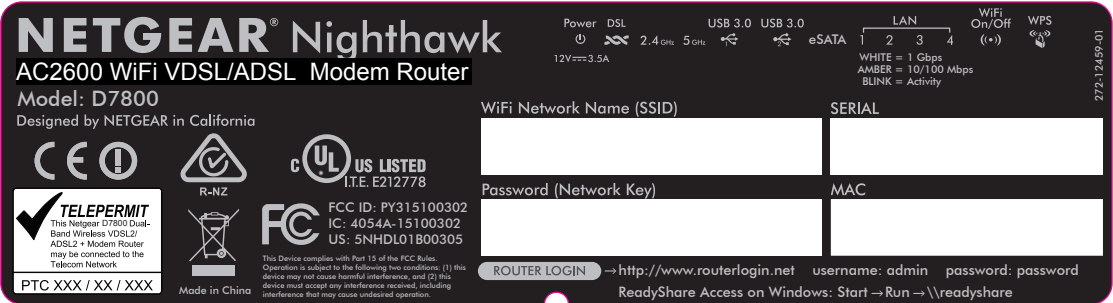 NETGEAR® Nighthawk
AC2600 WiFi VDSL/ADSL Modem Router
Model: D7800
Designed by NETGEAR in California
Power DSL 2.4 GHz 5 GHz USB 3.0 USB 3.0 eSATA LAN WiFi On/Off WPS
12V 3.5A
1 2 1 2 3 4
WHITE = 1 Gbps
AMBER = 10/100 Mbps
BLINK = Activity
272-12459-01
CE
R-NZ
C UL US LISTED
I.T.E. E212778
TELEPERMIT
This Netgear D7800 Dual-
Band Wireless VDSL2/
ADSL2 + Modem Router
may be connected to the
Telecom Network
PTC XXX / XX / XXX
Made in China
FC
FCC ID: PY315100302
IC: 4054A-15100302
US: 5NHDL01B00305
This Device complies with Part 15 of the FCC Rules.
Operation is subject to the following two conditions: (1) this
device may not cause harmful interference, and (2) this
device must accept any interference received, including
interference that may cause undesired operation.
WiFi Network Name (SSID)
SERIAL
Password (Network Key)
MAC
ROUTER LOGIN →http://www.routerlogin.net username: admin password: password
ReadyShare Access on Windows: Start →Run →\\readyshare